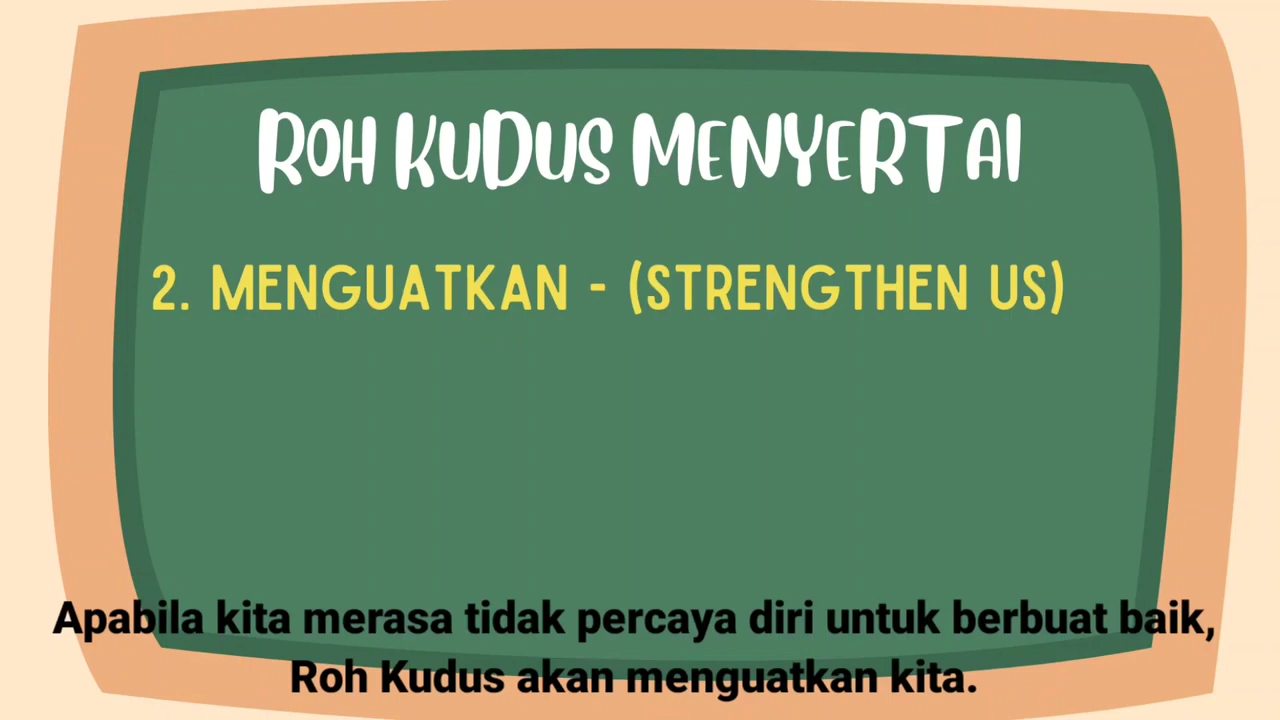 ROH KUDUS MENYERTAI
2. MENGUATKAN - (STRENGTHEN US)
Apabila kita merasa tidak percaya diri untuk berbuat baik,
Roh Kudus akan menguatkan kita.